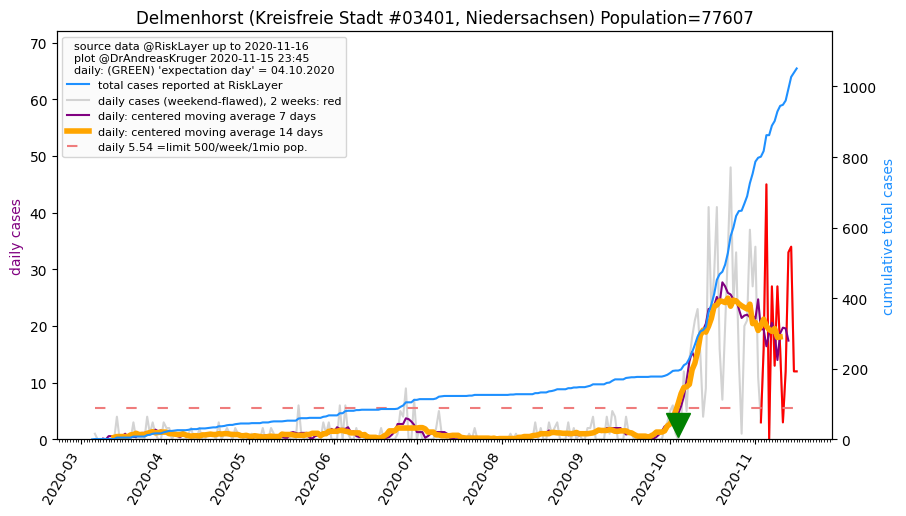 Delmenhorst (Kreisfreie Stadt #03401, Niedersachsen) Population=77607
source data @RiskLayer up to 2020-11-16
plot @DrAndreasKruger 2020-11-15 23:45
daily: (GREEN) 'expectation day' = 04.10.2020
total cases reported at RiskLayer
daily cases (weekend-flawed), 2 weeks: red
daily: centered moving average 7 days
daily: centered moving average 14 days
daily 5.54 =limit 500/week/1mio pop.
daily cases
70
60
50
40
30
20
10
0
cumulative total cases
1000
800
600
400
200
0
2020-03
2020-04
2020-05
2020-06
2020-07
2020-08
2020-09
2020-10
2020-11